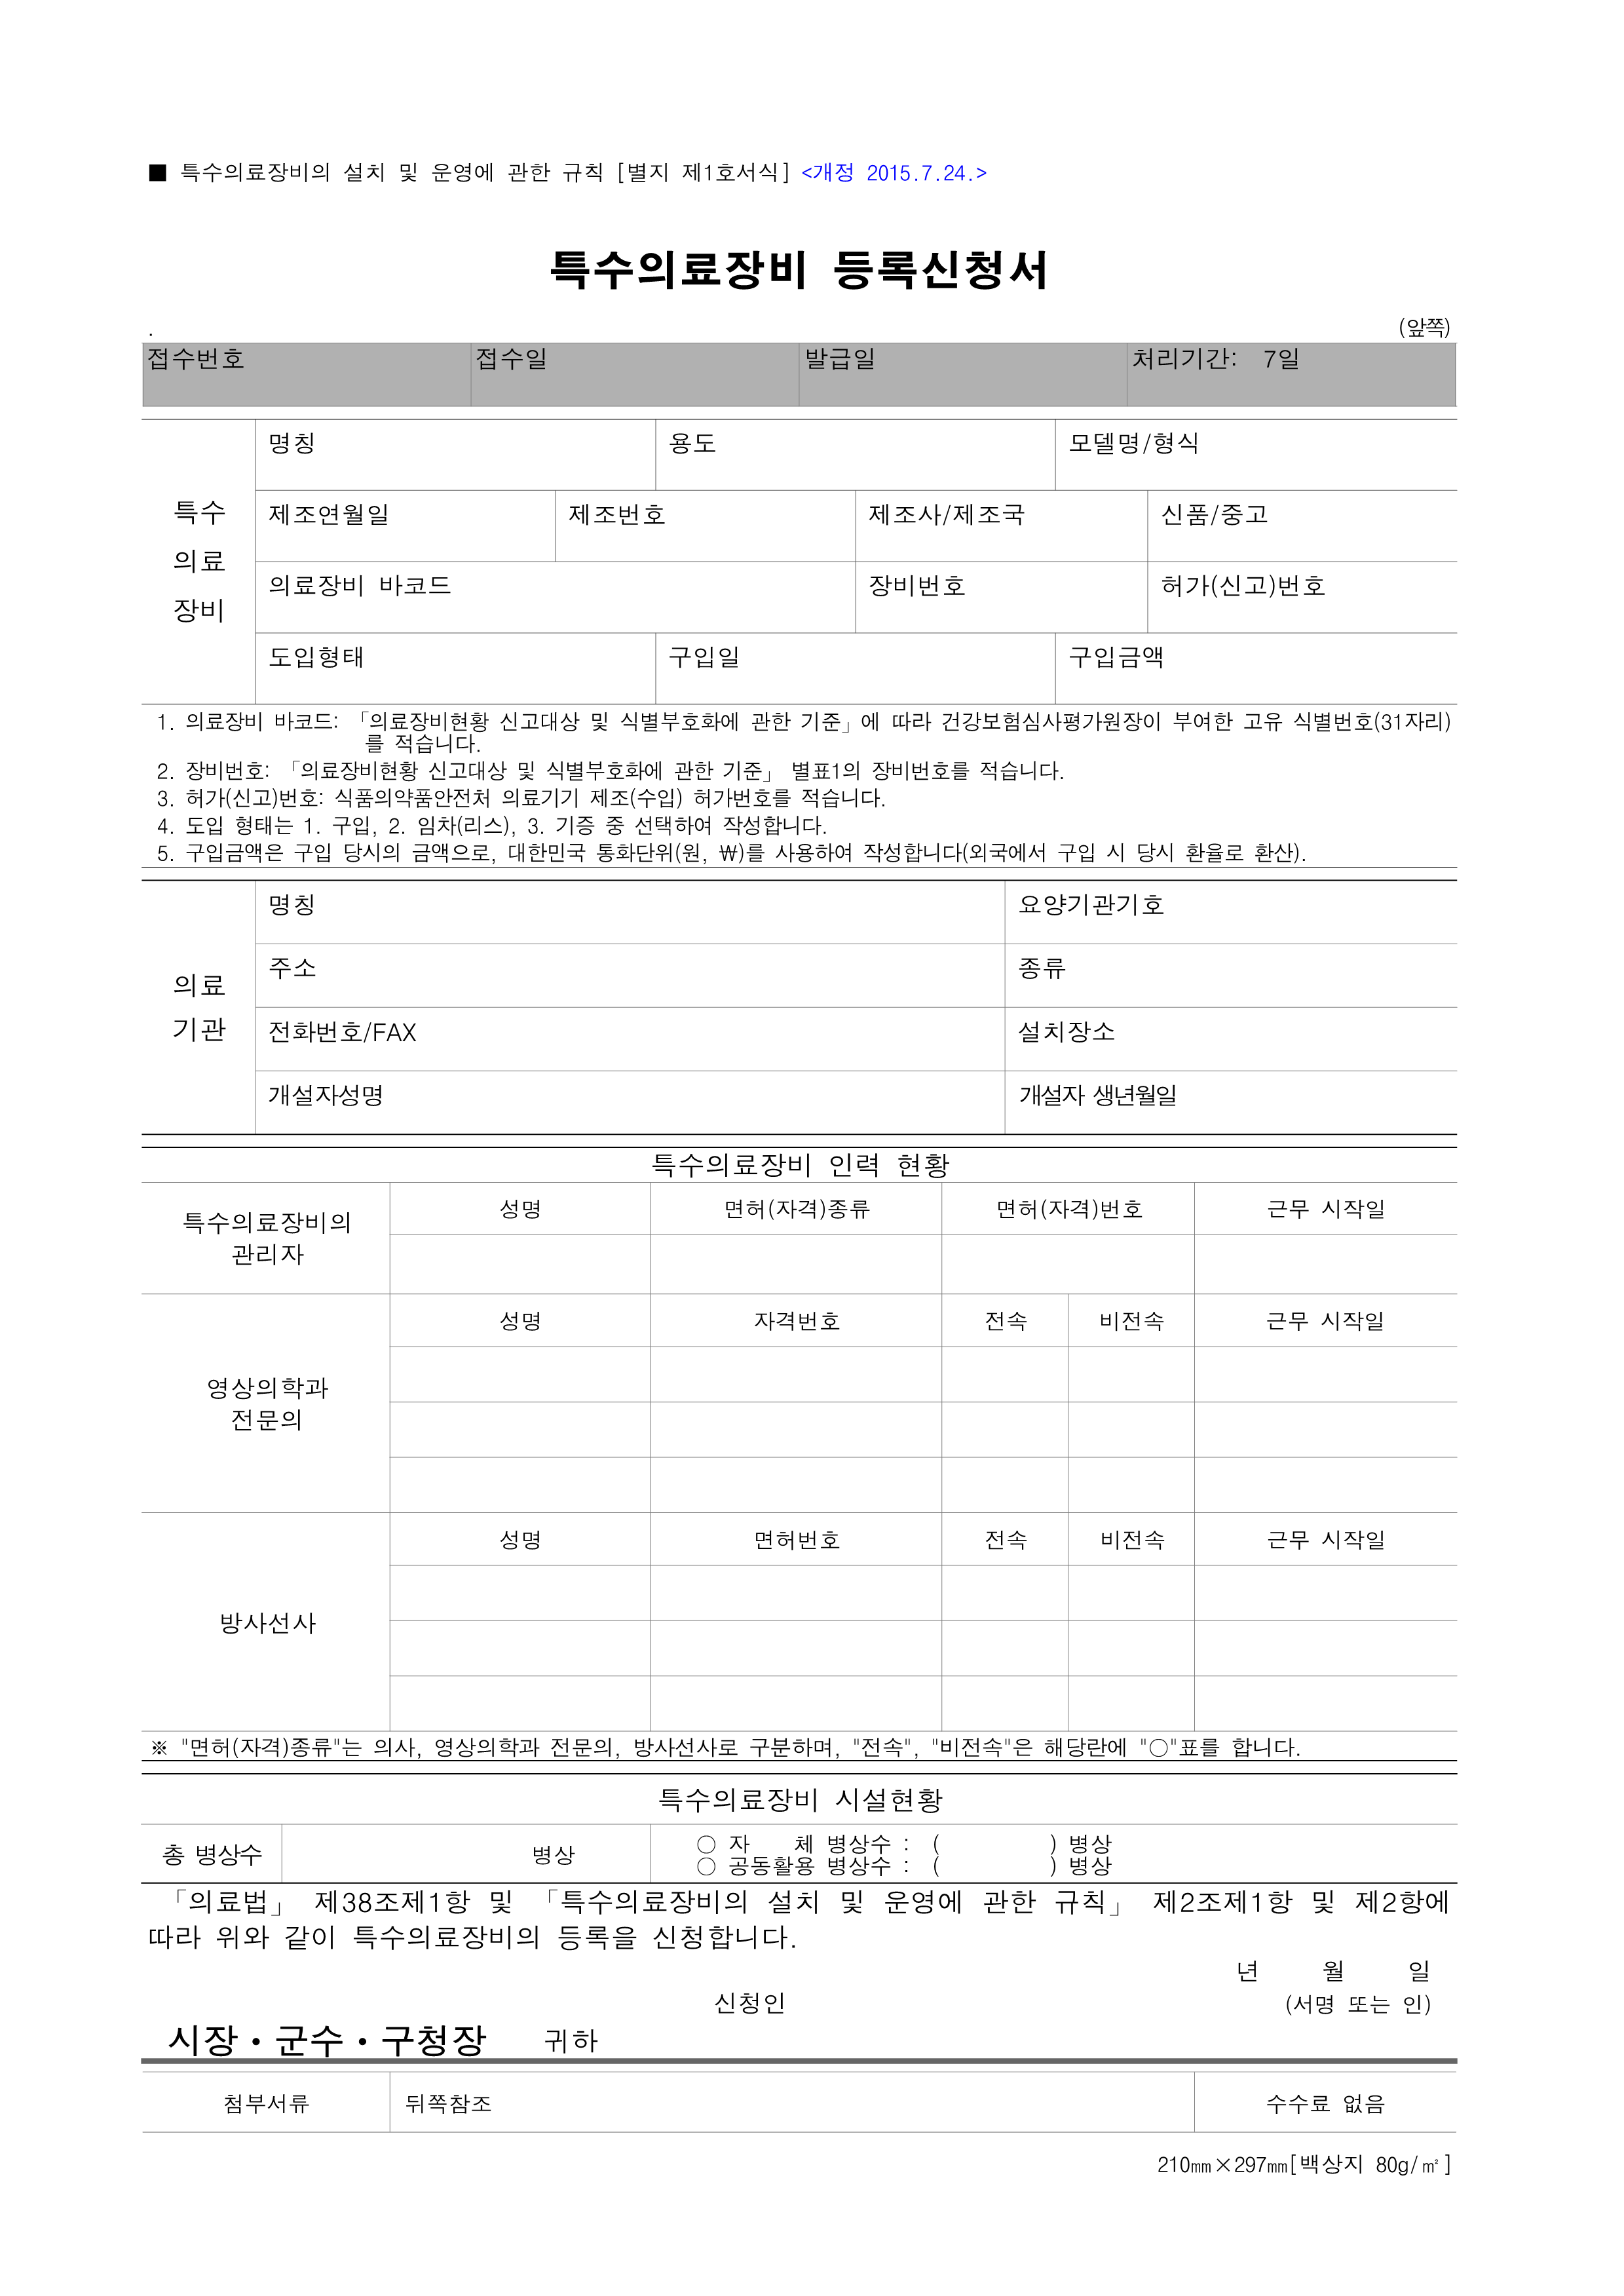 ■ 특수의료장비의 설치 및 운영에 관한 규칙 [별지 제1호서식] <개정 2015.7.24.>
특수의료장비 등록신청서
.
(앞쪽)
접수번호 접수일 발급일 처리기간: 7일
명칭 용도 모델명/형식
특수
의료
장비
제조연월일 제조번호 제조사/제조국 신품/중고
의료장비 바코드 장비번호 허가(신고)번호
도입형태 구입일 구입금액
1. 의료장비 바코드: 「의료장비현황 신고대상 및 식별부호화에 관한 기준」에 따라 건강보험심사평가원장이 부여한 고유 식별번호(31자리)
를 적습니다.
2. 장비번호: 「의료장비현황 신고대상 및 식별부호화에 관한 기준」 별표1의 장비번호를 적습니다.
3. 허가(신고)번호: 식품의약품안전처 의료기기 제조(수입) 허가번호를 적습니다.
4. 도입 형태는 1. 구입, 2. 임차(리스), 3. 기증 중 선택하여 작성합니다.
5. 구입금액은 구입 당시의 금액으로, 대한민국 통화단위(원, ₩)를 사용하여 작성합니다(외국에서 구입 시 당시 환율로 환산).
의료
기관
명칭 요양기관기호
주소 종류
전화번호/FAX 설치장소
개설자성명 개설자 생년월일
특수의료장비 인력 현황
특수의료장비의
관리자
성명 면허(자격)종류 면허(자격)번호 근무 시작일
영상의학과
전문의
성명 자격번호 전속 비전속 근무 시작일
방사선사
성명 면허번호 전속 비전속 근무 시작일
※ "면허(자격)종류"는 의사, 영상의학과 전문의, 방사선사로 구분하며, "전속", "비전속"은 해당란에 "○"표를 합니다.
특수의료장비 시설현황
총 병상수 병상
○ 자 체 병상수 : ( ) 병상
○ 공동활용 병상수 : ( ) 병상
「의료법」 제38조제1항 및 「특수의료장비의 설치 및 운영에 관한 규칙」 제2조제1항 및 제2항에
따라 위와 같이 특수의료장비의 등록을 신청합니다.
년 월 일
신청인 (서명 또는 인)
시장·군수·구청장 귀하
첨부서류 뒤쪽참조 수수료 없음
210㎜×297㎜[백상지 80g/㎡]